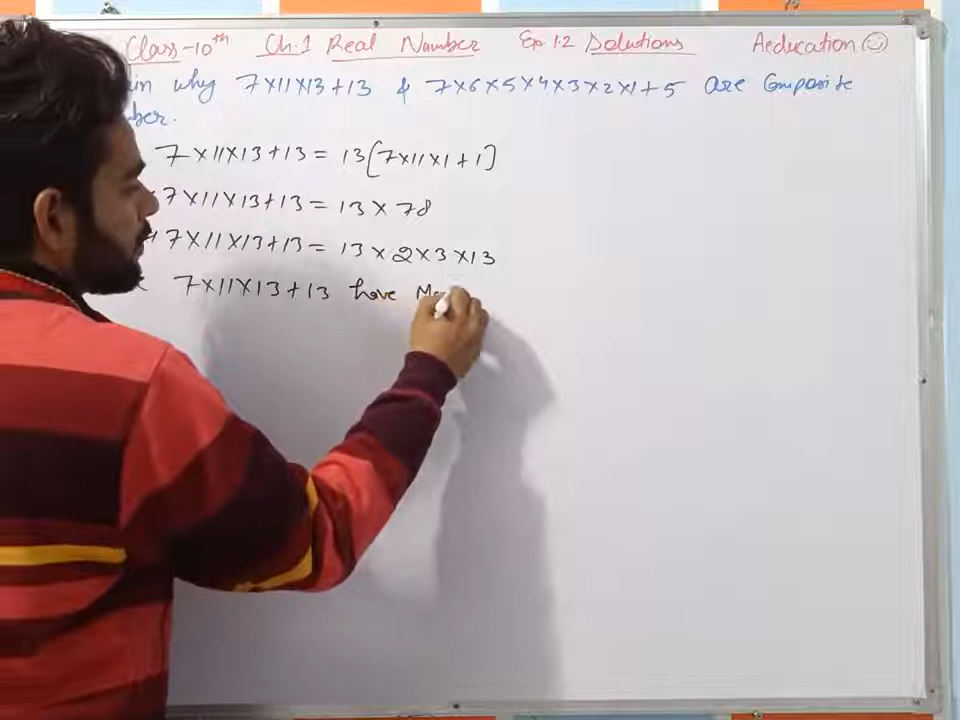 Class-10th Ch:1 Real Number Ex 1.2 Solutions Aeducation
why 7×11×13+13 & 7×6×5×4×3×2×1+5 are Composite
7×11×13+13 = 13[7×11×1+1]
7×11×13+13 = 13×78
7×11×13+13 = 13×2×3×13
7×11×13+13 have